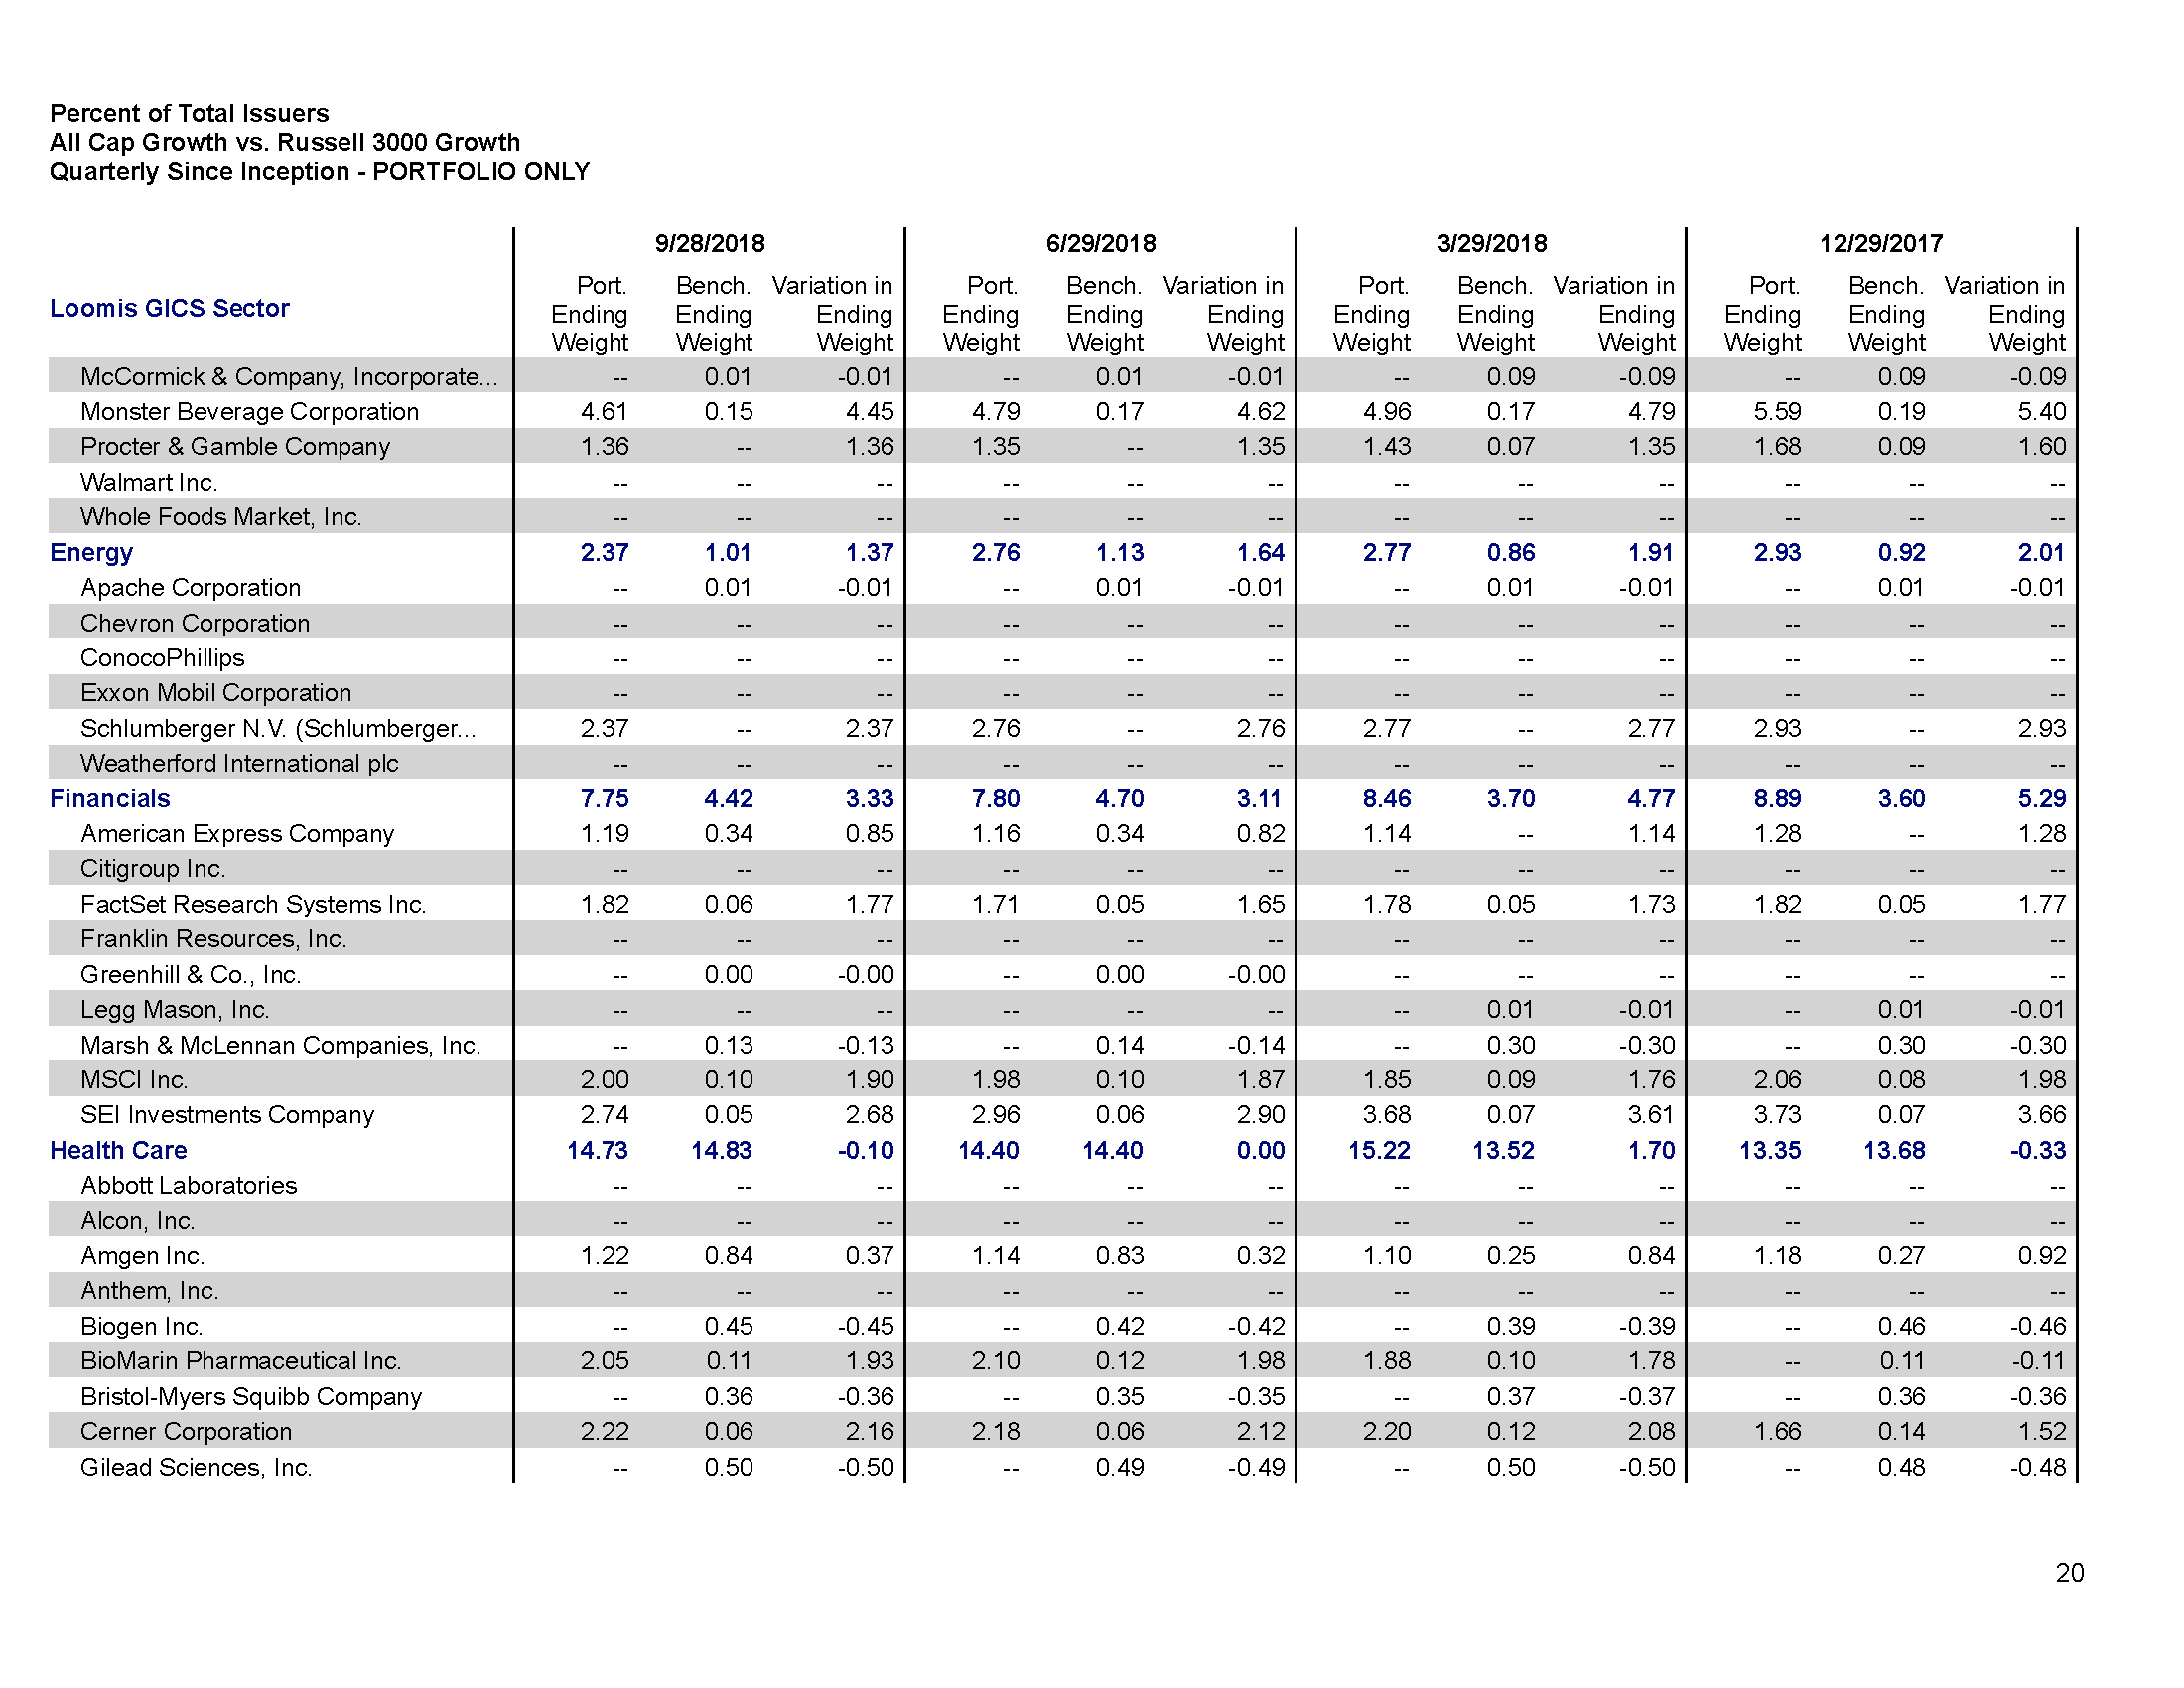 Percent of Total Issuers
All Cap Growth vs. Russell 3000 Growth
Quarterly Since Inception - PORTFOLIO ONLY
9/28/2018 6/29/2018 3/29/2018 12/29/2017
Loomis GICS Sector
Port. Bench. Variation in Port. Bench. Variation in Port. Bench. Variation in Port. Bench. Variation in
Ending Ending Ending Ending Ending Ending Ending Ending Ending Ending Ending Ending
Weight Weight Weight Weight Weight Weight Weight Weight Weight Weight Weight Weight
McCormick & Company, Incorporate... -- 0.01 -0.01 -- 0.01 -0.01 -- 0.09 -0.09 -- 0.09 -0.09
Monster Beverage Corporation 4.61 0.15 4.45 4.79 0.17 4.62 4.96 0.17 4.79 5.59 0.19 5.40
Procter & Gamble Company 1.36 -- 1.36 1.35 -- 1.35 1.43 0.07 1.35 1.68 0.09 1.60
Walmart Inc. -- -- -- -- -- -- -- -- -- -- -- --
Whole Foods Market, Inc. -- -- -- -- -- -- -- -- -- -- -- --
Energy 2.37 1.01 1.37 2.76 1.13 1.64 2.77 0.86 1.91 2.93 0.92 2.01
Apache Corporation -- 0.01 -0.01 -- 0.01 -0.01 -- 0.01 -0.01 -- 0.01 -0.01
Chevron Corporation -- -- -- -- -- -- -- -- -- -- -- --
ConocoPhillips -- -- -- -- -- -- -- -- -- -- -- --
Exxon Mobil Corporation -- -- -- -- -- -- -- -- -- -- -- --
Schlumberger N.V. (Schlumberger... 2.37 -- 2.37 2.76 -- 2.76 2.77 -- 2.77 2.93 -- 2.93
Weatherford International plc -- -- -- -- -- -- -- -- -- -- -- --
Financials 7.75 4.42 3.33 7.80 4.70 3.11 8.46 3.70 4.77 8.89 3.60 5.29
American Express Company 1.19 0.34 0.85 1.16 0.34 0.82 1.14 -- 1.14 1.28 -- 1.28
Citigroup Inc. -- -- -- -- -- -- -- -- -- -- -- --
FactSet Research Systems Inc. 1.82 0.06 1.77 1.71 0.05 1.65 1.78 0.05 1.73 1.82 0.05 1.77
Franklin Resources, Inc. -- -- -- -- -- -- -- -- -- -- -- --
Greenhill & Co., Inc. -- 0.00 -0.00 -- 0.00 -0.00 -- -- -- -- -- --
Legg Mason, Inc. -- -- -- -- -- -- -- 0.01 -0.01 -- 0.01 -0.01
Marsh & McLennan Companies, Inc. -- 0.13 -0.13 -- 0.14 -0.14 -- 0.30 -0.30 -- 0.30 -0.30
MSCI Inc. 2.00 0.10 1.90 1.98 0.10 1.87 1.85 0.09 1.76 2.06 0.08 1.98
SEI Investments Company 2.74 0.05 2.68 2.96 0.06 2.90 3.68 0.07 3.61 3.73 0.07 3.66
Health Care 14.73 14.83 -0.10 14.40 14.40 0.00 15.22 13.52 1.70 13.35 13.68 -0.33
Abbott Laboratories -- -- -- -- -- -- -- -- -- -- -- --
Alcon, Inc. -- -- -- -- -- -- -- -- -- -- -- --
Amgen Inc. 1.22 0.84 0.37 1.14 0.83 0.32 1.10 0.25 0.84 1.18 0.27 0.92
Anthem, Inc. -- -- -- -- -- -- -- -- -- -- -- --
Biogen Inc. -- 0.45 -0.45 -- 0.42 -0.42 -- 0.39 -0.39 -- 0.46 -0.46
BioMarin Pharmaceutical Inc. 2.05 0.11 1.93 2.10 0.12 1.98 1.88 0.10 1.78 -- 0.11 -0.11
Bristol-Myers Squibb Company -- 0.36 -0.36 -- 0.35 -0.35 -- 0.37 -0.37 -- 0.36 -0.36
Cerner Corporation 2.22 0.06 2.16 2.18 0.06 2.12 2.20 0.12 2.08 1.66 0.14 1.52
Gilead Sciences, Inc. -- 0.50 -0.50 -- 0.49 -0.49 -- 0.50 -0.50 -- 0.48 -0.48
20